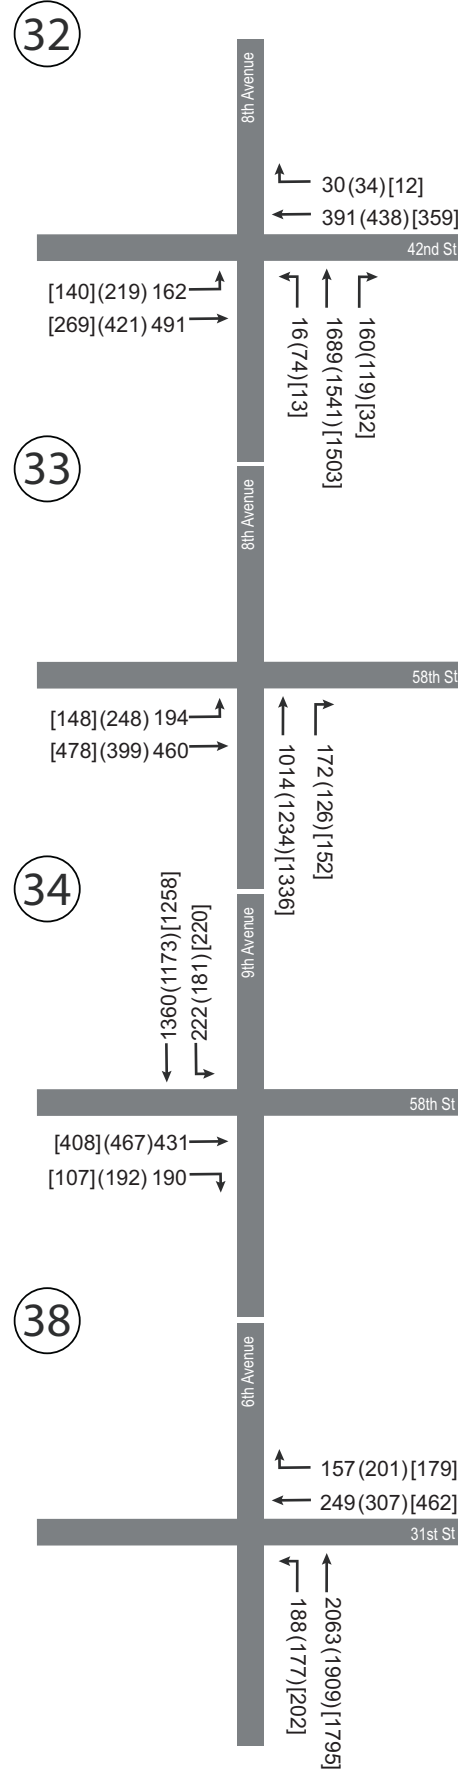 32
8th Avenue
30(34)[12]
391(438)[359]
42nd St
[140](219) 162
[269](421) 491
16(74)[13]
1689(1541)[1503]
160(119)[32]
33
8th Avenue
58th St
[148](248) 194
[478](399) 460
1014(1234)[1336]
172(126)[152]
34
1360(1173)[1258]
222(181)[220]
9th Avenue
58th St
[408](467)431
[107](192) 190
38
6th Avenue
157(201)[179]
249(307)[462]
31st St
188(177)[202]
2063(1909)[1795]